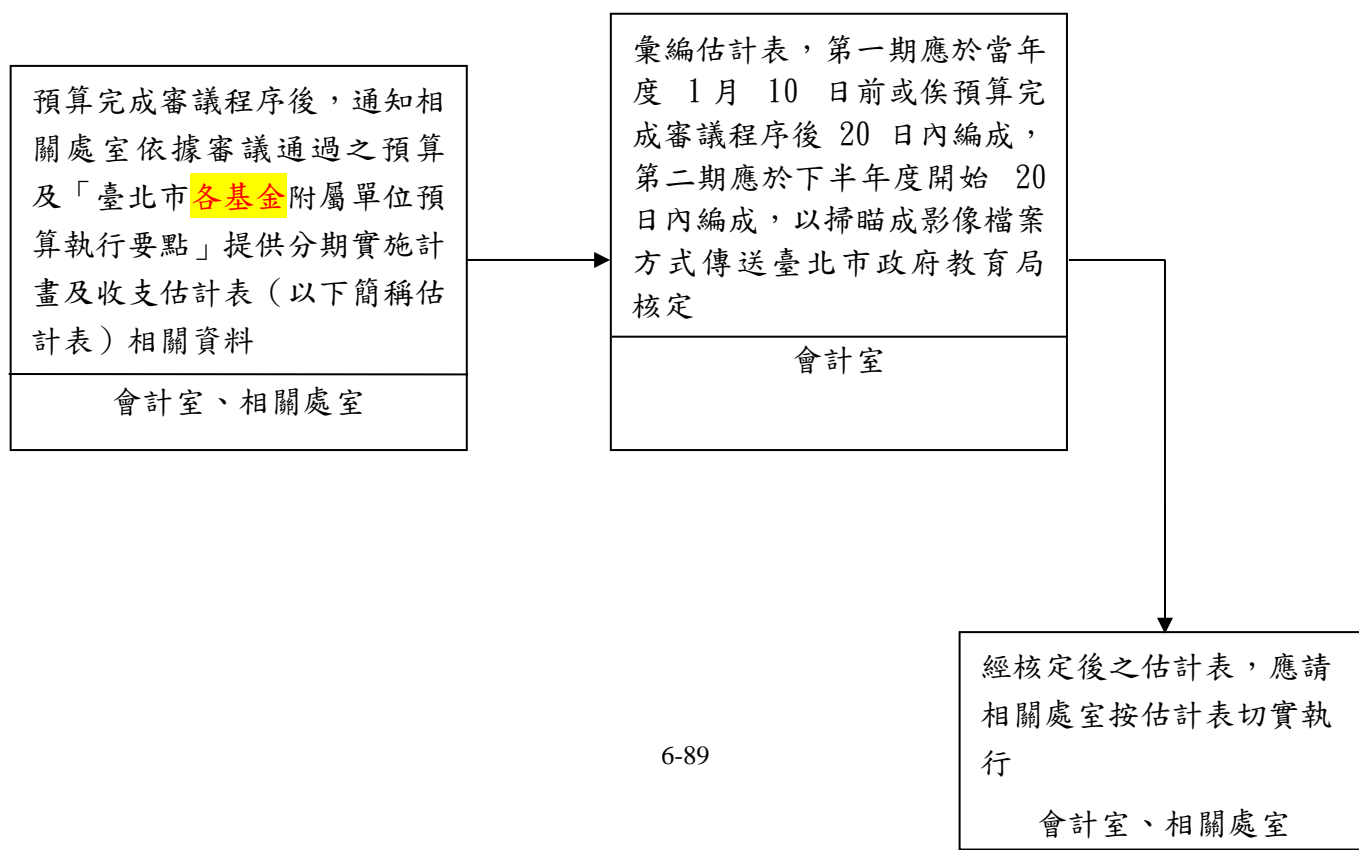 預算完成審議程序後，通知相
關處室依據審議通過之預算
及「臺北市各基金附屬單位預
算執行要點」提供分期實施計
畫及收支估計表（以下簡稱估
計表）相關資料
會計室、相關處室
彙編估計表，第一期應於當年
度 1月 10 日前或俟預算完
成審議程序後 20 日內編成，
第二期應於下半年度開始 20
日內編成，以掃瞄成影像檔案
方式傳送臺北市政府教育局
核定
會計室
經核定後之估計表，應請
相關處室按估計表切實執
行
會計室、相關處室
6-89